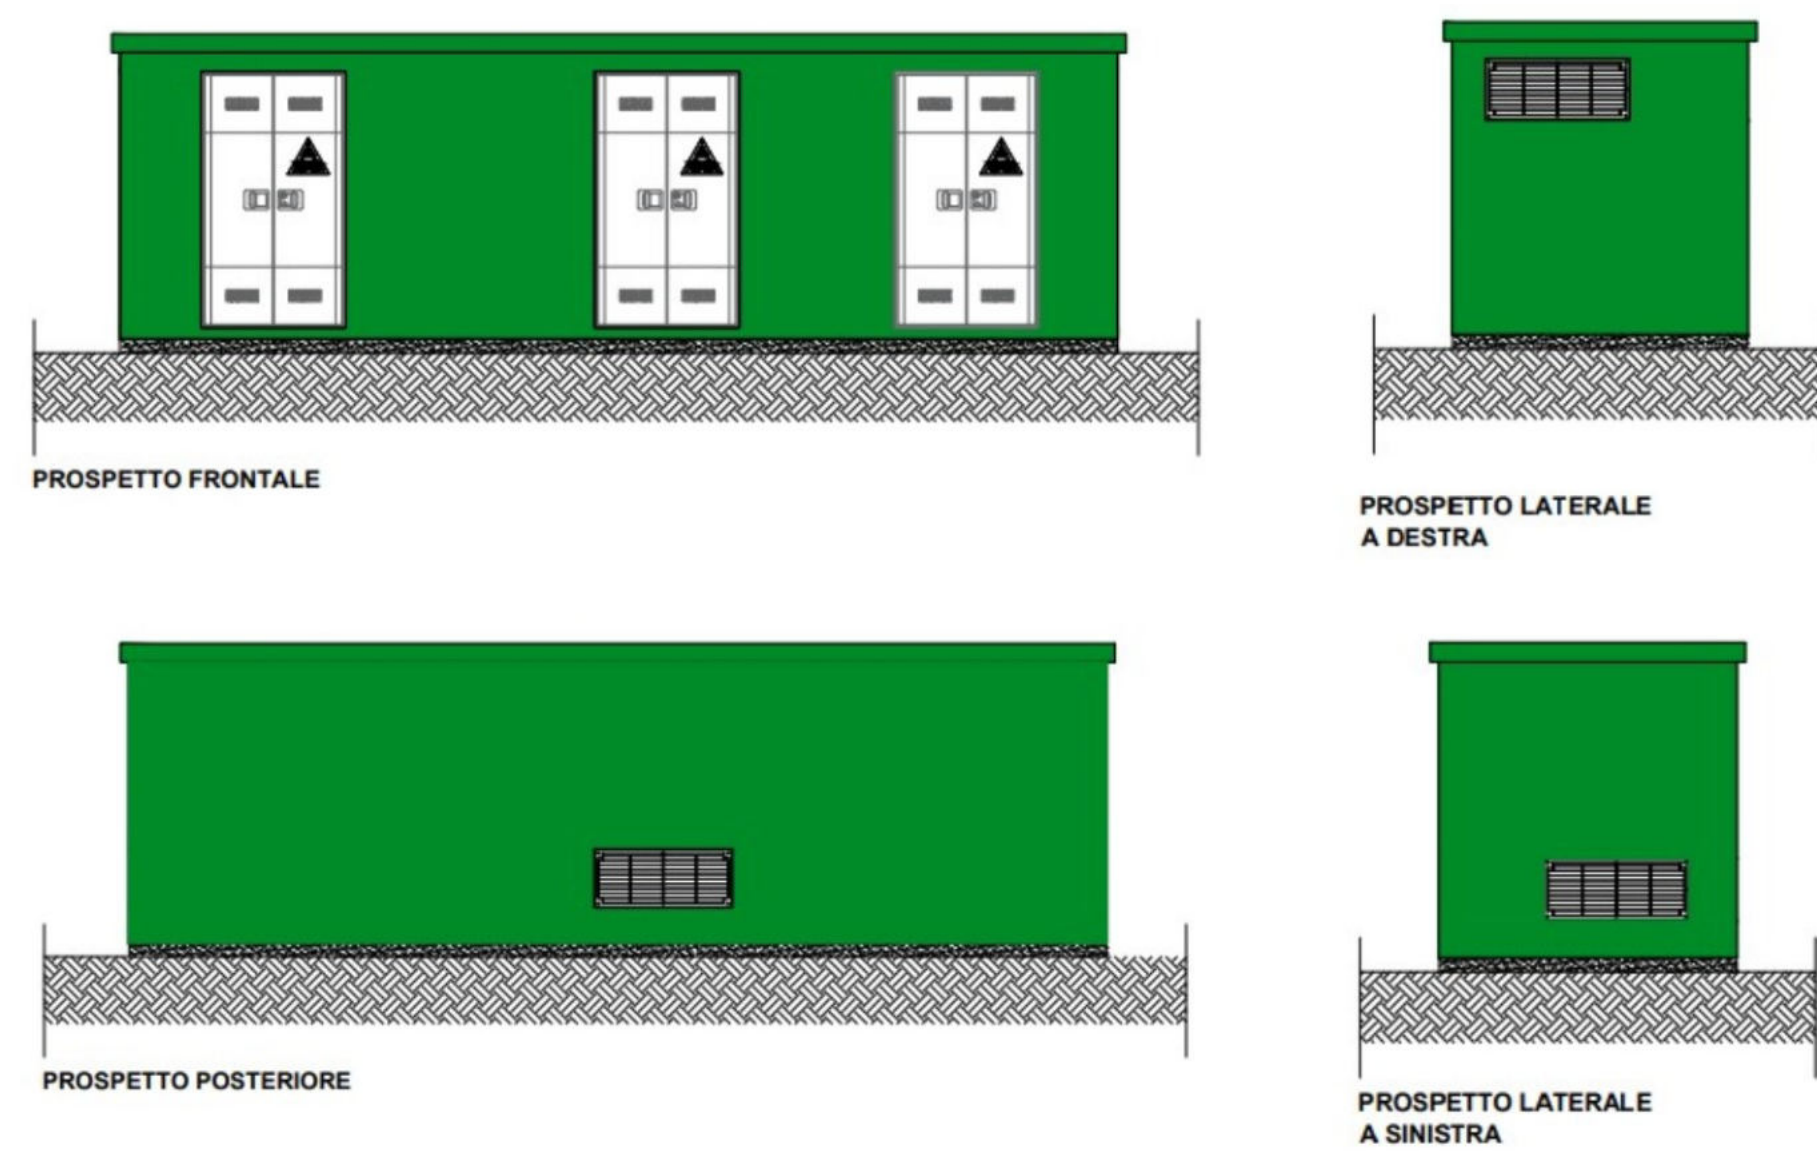 PROSPETTO FRONTALE
PROSPETTO LATERALE
A DESTRA
PROSPETTO POSTERIORE
PROSPETTO LATERALE
A SINISTRA